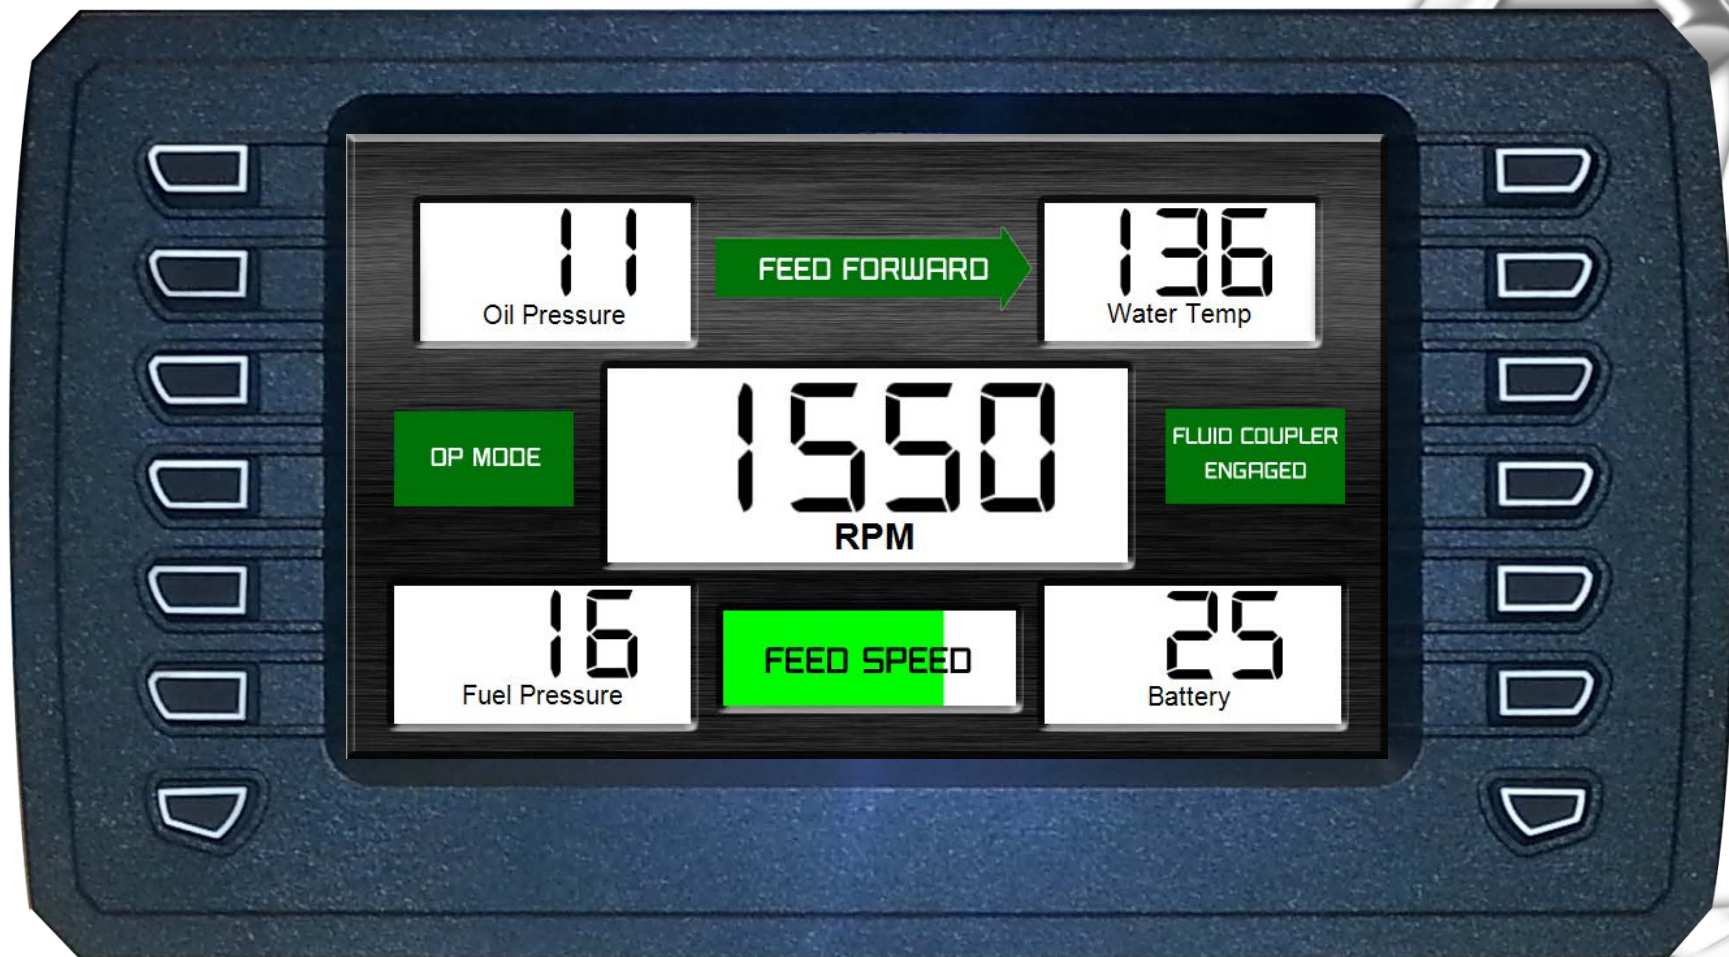 11
Oil Pressure
FEED FORWARD
136
Water Temp
OP MODE
1550
RPM
FLUID COUPLER
ENGAGED
16
Fuel Pressure
FEED SPEED
25
Battery